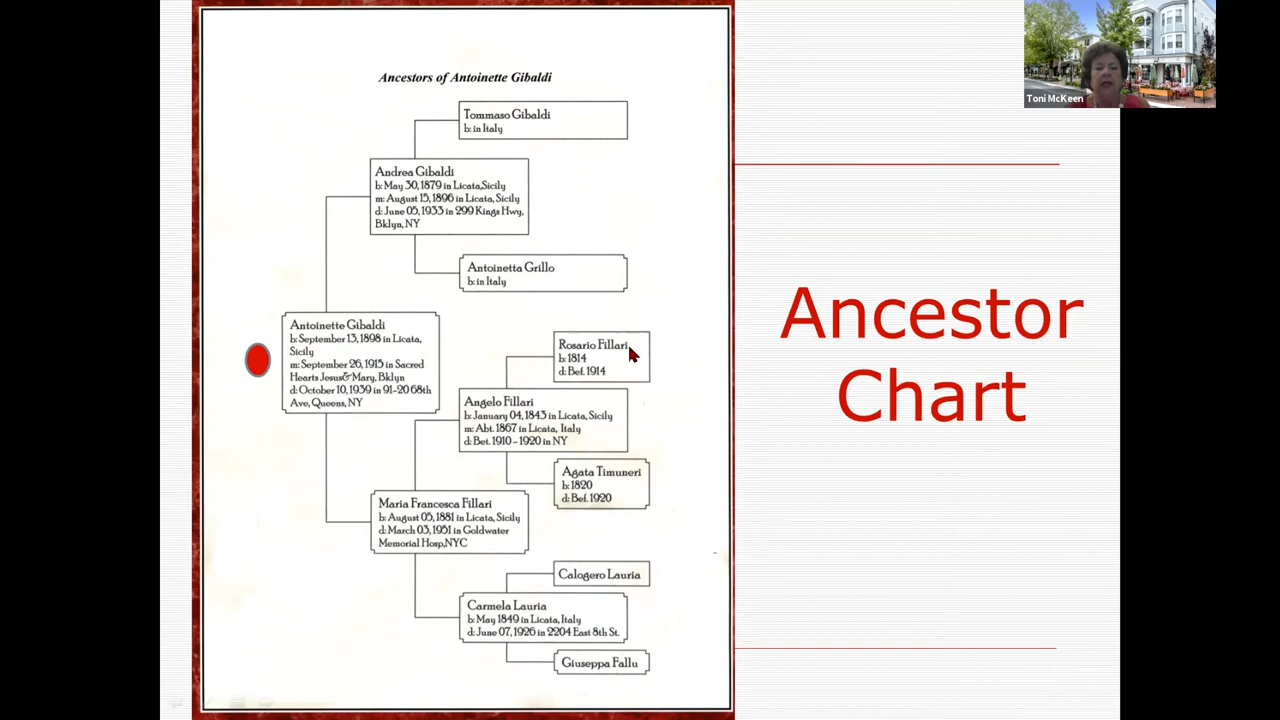 Ancestors of Antoinette Gibaldi
Tommaso Gibaldi
b: in Italy
Andrea Gibaldi
b: May 30, 1879 in Licata,Sicily
m: August 15, 1896 in Licata, Sicily
d: June 05, 1933 in 299 Kings Hwy,
Bklyn, NY
Antoinetta Grillo
b: in Italy
Antoinette Gibaldi
b: September 13, 1898 in Licata,
Sicily
m: September 26, 1915 in Sacred
Hearts Jesus&Mary, Bklyn
d: October 10, 1939 in 91-20 68th
Ave, Queens, NY
Rosario Fillari
b: 1814
d: Bef. 1914
Angelo Fillari
b: January 04, 1843 in Licata, Sicily
m: Abt. 1867 in Licata, Italy
d: Bet. 1910 - 1920 in NY
Agata Timuneri
b: 1820
d: Bef. 1920
Maria Francesca Fillari
b: August 05, 1881 in Licata, Sicily
d: March 03, 1951 in Goldwater
Memorial Hosp,NYC
Calogero Lauria
Carmela Lauria
b: May 1849 in Licata, Italy
d: June 07, 1926 in 2204 East 8th St.
Giuseppa Fallu
Ancestor
Chart
Toni McKeen